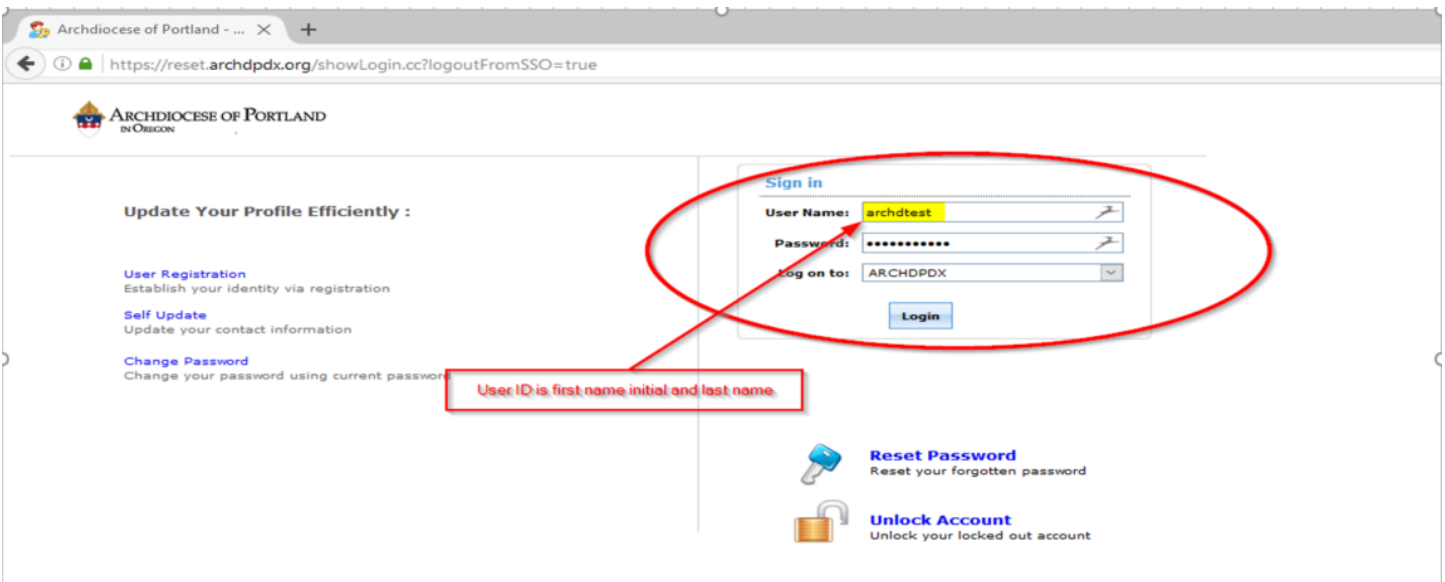 Archdiocese of Portland - ...
https://reset.archdpdx.org/showLogin.cc?logoutFromSSO=true
ARCHDIOCESE OF PORTLAND
IN OREGON
Update Your Profile Efficiently :
User Registration
Establish your identity via registration
Self Update
Update your contact information
Change Password
Change your password using current password
Sign in
User Name: archdtest
Password: •••••••••••
Log on to: ARCHDPDX
Login
User ID is first name initial and last name
Reset Password
Reset your forgotten password
Unlock Account
Unlock your locked out account